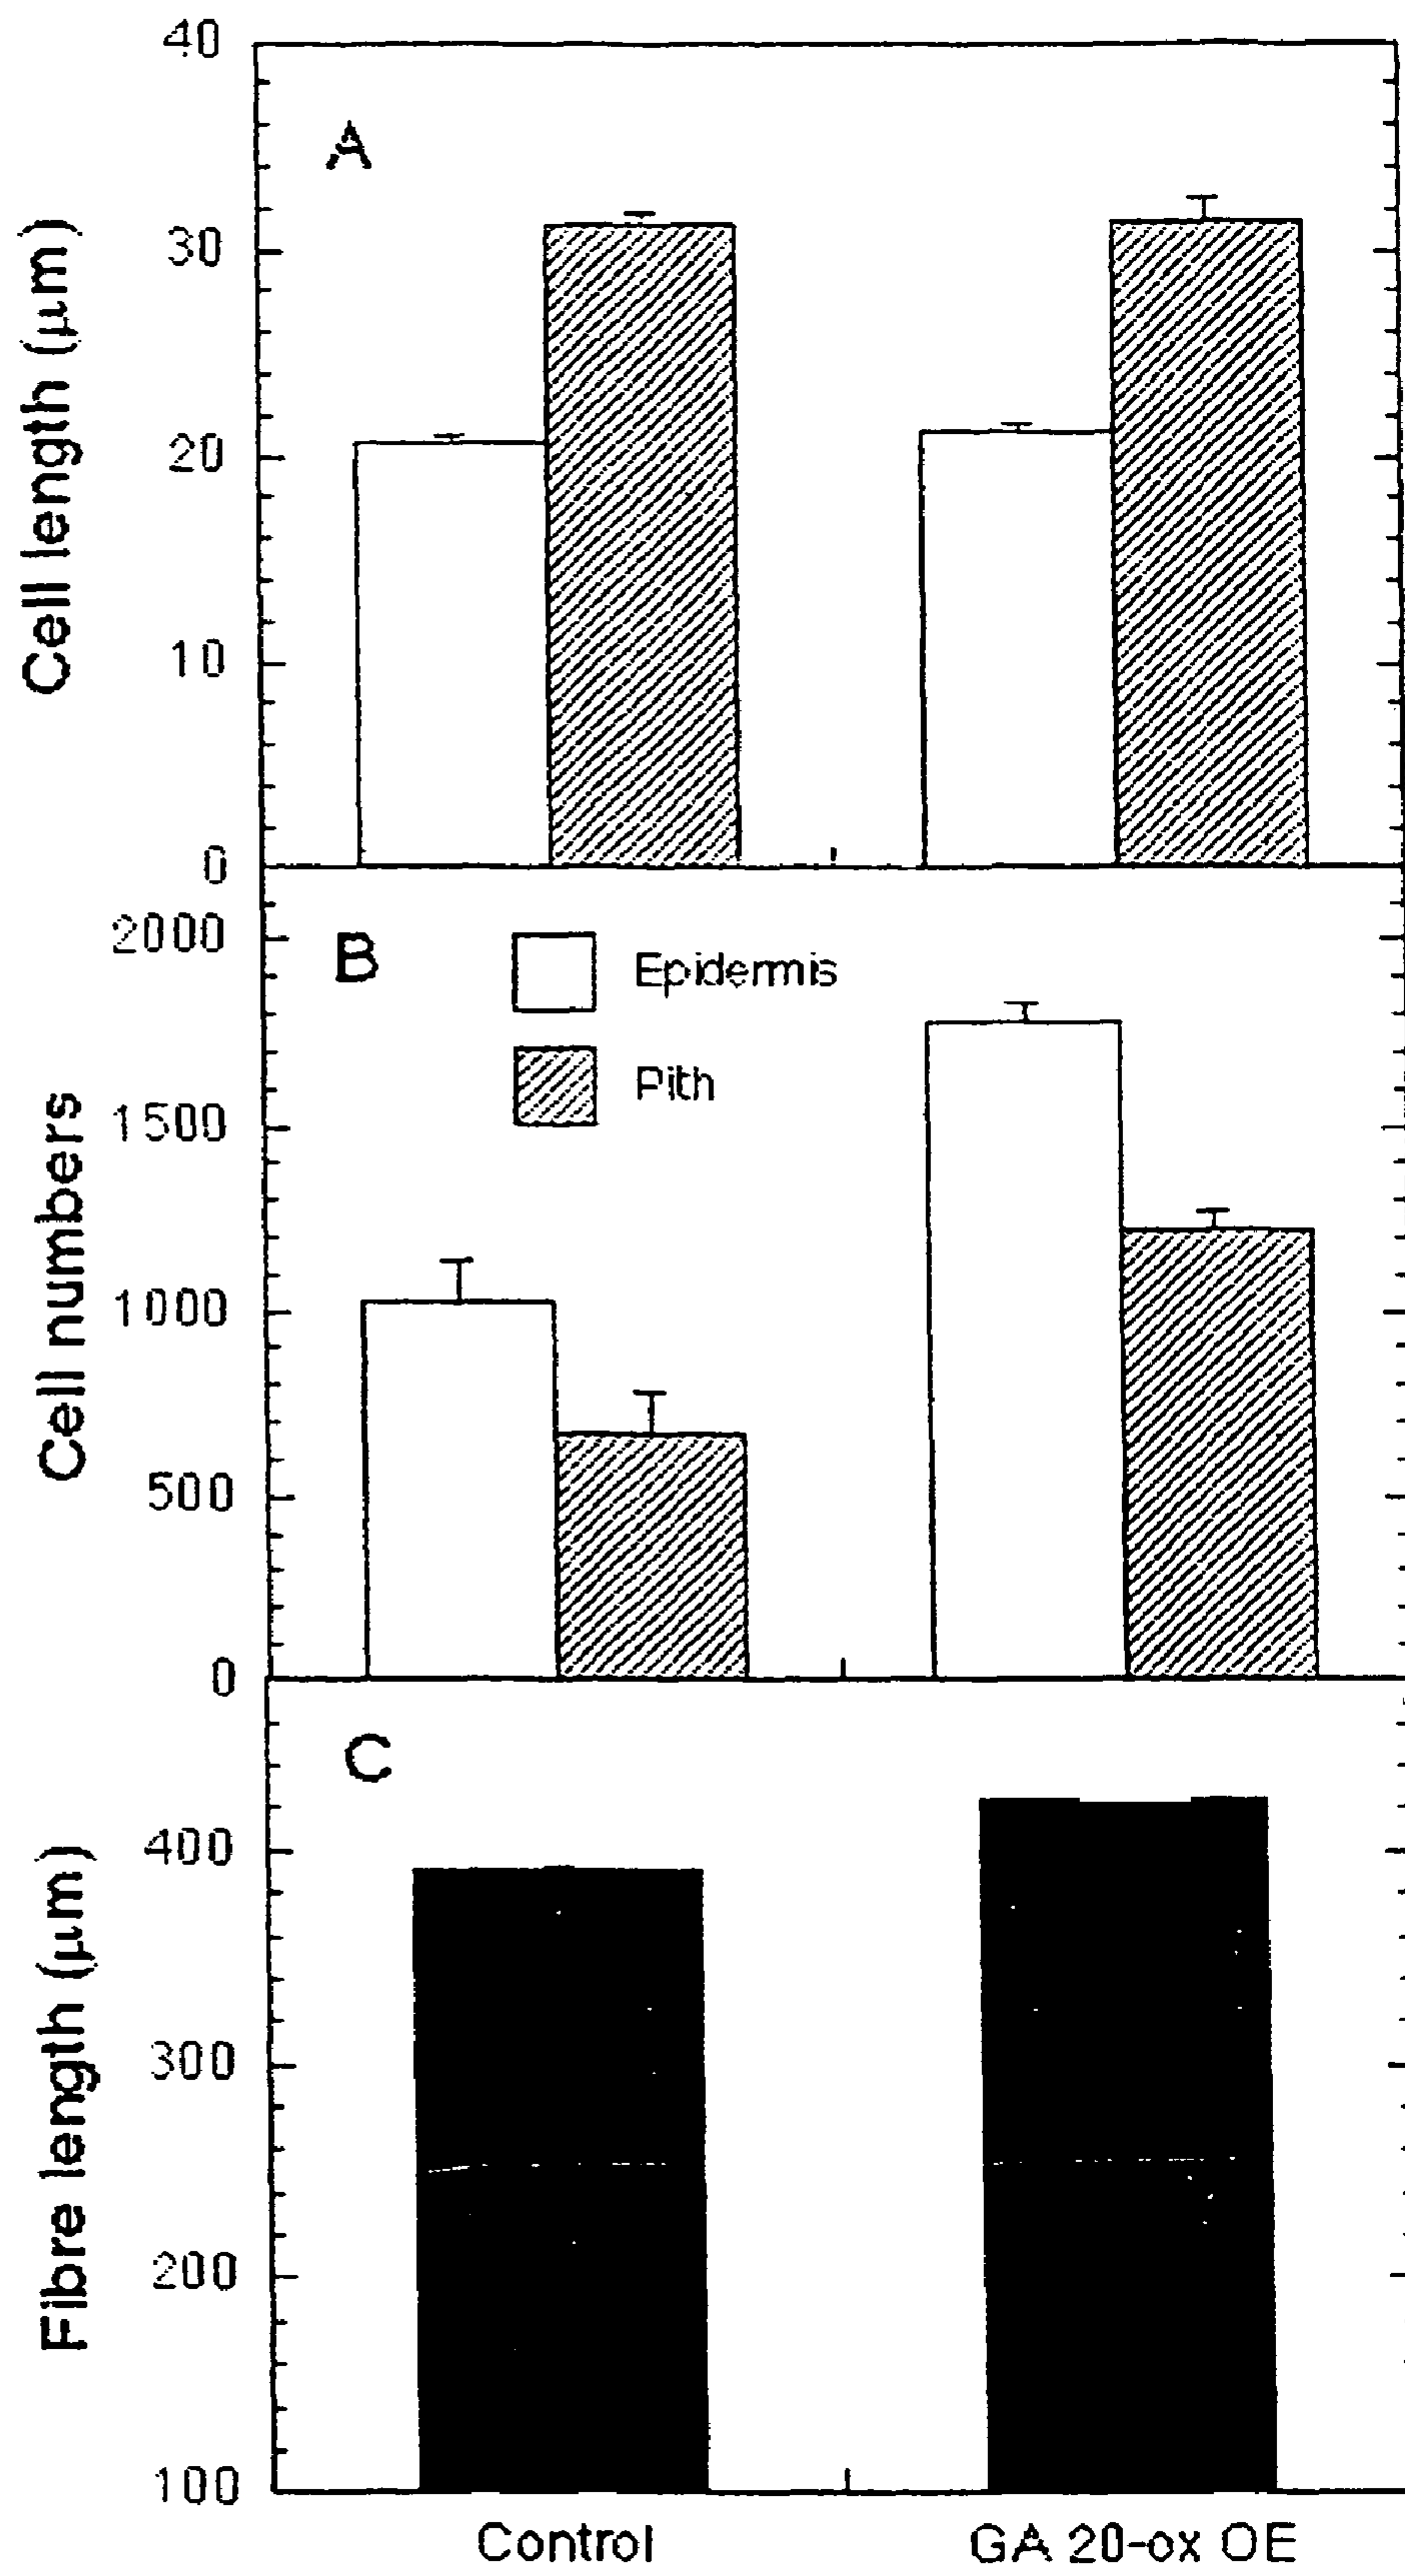 40
A
30
20
10
0
Cell length (μm)
2000
B
Epidermis
Pith
1500
1000
500
0
Cell numbers
C
400
300
200
100
Fibre length (μm)
Control GA 20-ox OE